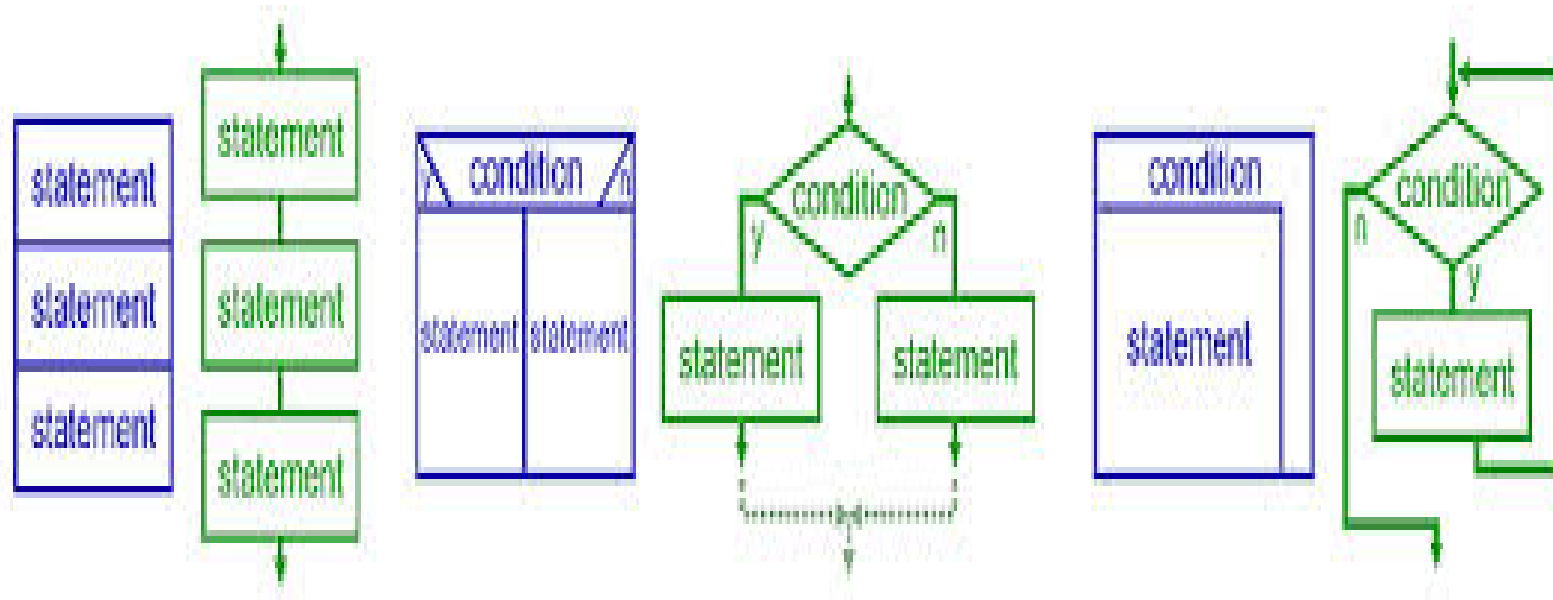 statement
statement
statement
statement
statement
statement
y condition n
statement statement
condition
y n
statement statement
condition
statement
condition
n
y
statement